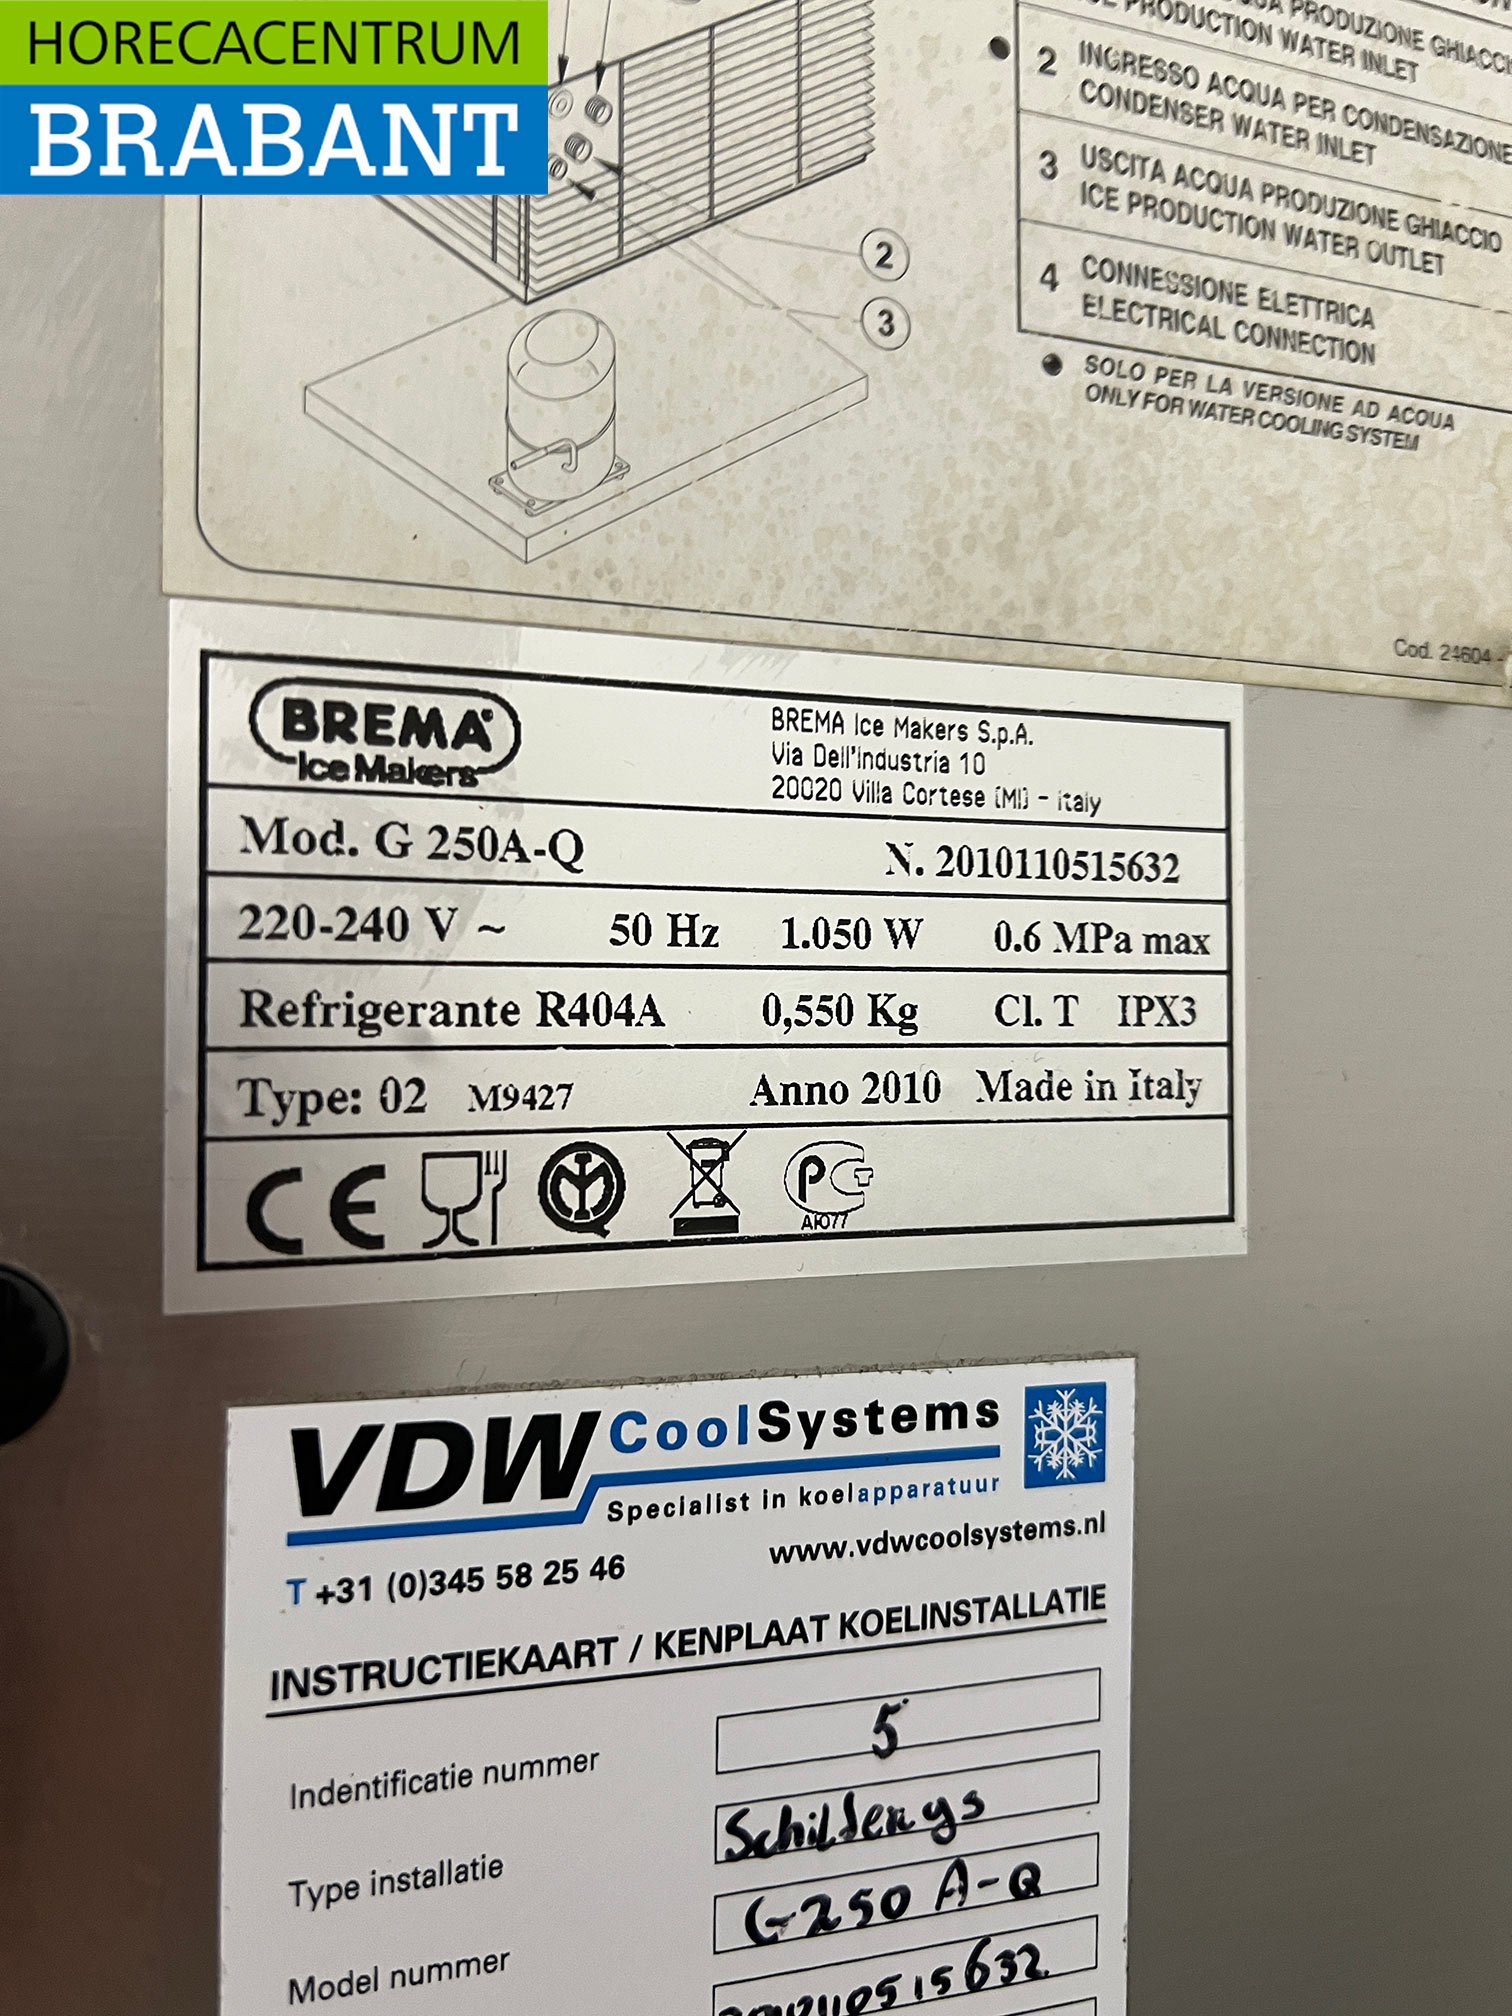 HORECACENTRUM
BRABANT
PRODUZIONE GHIACCIO
PRODUCTION WATER INLET
2 INGRESSO ACQUA PER CONDENSAZIONE
CONDENSER WATER INLET
3 USCITA ACQUA PRODUZIONE GHIACCIO
ICE PRODUCTION WATER OUTLET
4 CONNESSIONE ELETTRICA
ELECTRICAL CONNECTION
SOLO PER LA VERSIONE AD ACQUA
ONLY FOR WATER COOLING SYSTEM
2
3
Cod. 24604 -
BREMA
Ice Makers
BREMA Ice Makers S.p.A.
Via Dell'Industria 10
20020 Villa Cortese (MI) - Italy
Mod. G 250A-Q N. 2010110515632
220-240 V ~ 50 Hz 1.050 W 0.6 MPa max
Refrigerante R404A 0,550 Kg Cl. T IPX3
Type: 02 M9427 Anno 2010 Made in Italy
CE
АЮ77
VDW CoolSystems
Specialist in koelapparatuur
T +31 (0)345 58 25 46 www.vdwcoolsystems.nl
INSTRUCTIEKAART / KENPLAAT KOELINSTALLATIE
Indentificatie nummer 5
Type installatie Schilferys
Model nummer G250 A-Q